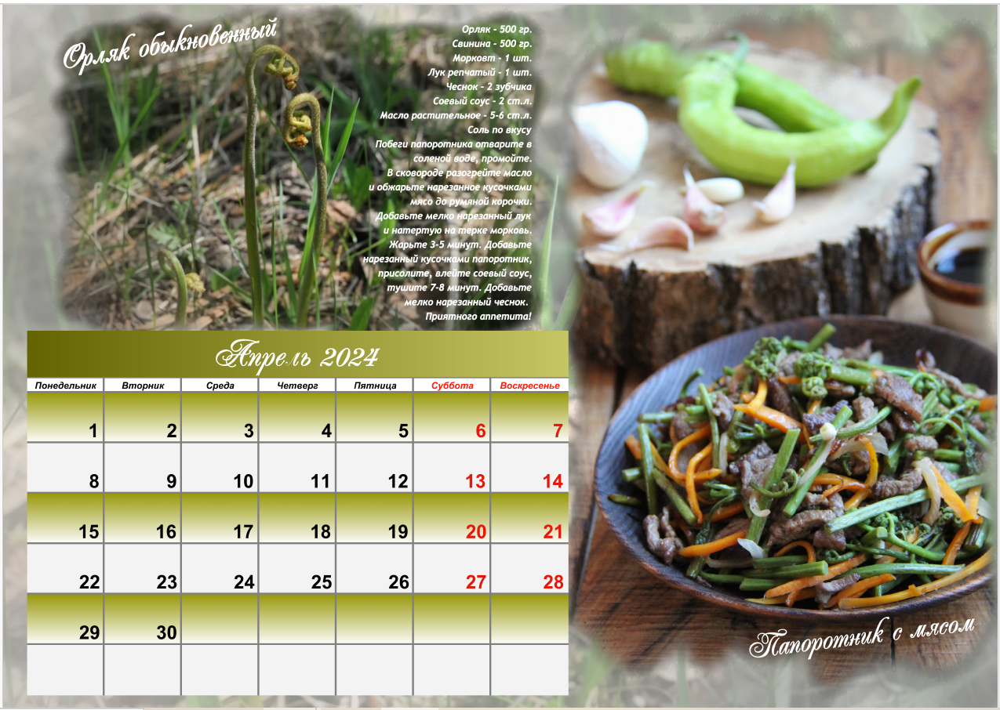 Орляк обыкновенный
Орляк - 500 гр.
Свинина - 500 гр.
Морковт - 1 шт.
Лук репчатый - 1 шт.
Чеснок - 2 зубчика
Соевый соус - 2 ст.л.
Масло растительное - 5-6 ст.л.
Соль по вкусу
Побеги папоротника отварите в
соленой воде, промойте.
В сковороде разогрейте масло
и обжарьте нарезанное кусочками
мясо до румяной корочки.
Добавьте мелко нарезанный лук
и натертую на терке морковь.
Жарьте 3-5 минут. Добавьте
нарезанный кусочками папоротник,
присолите, влейте соевый соус,
тушите 7-8 минут. Добавьте
мелко нарезанный чеснок.
Приятного аппетита!
Апрель 2024
Понедельник Вторник Среда Четверг Пятница Суббота Воскресенье
1 2 3 4 5 6 7
8 9 10 11 12 13 14
15 16 17 18 19 20 21
22 23 24 25 26 27 28
29 30
Папоротник с мясом